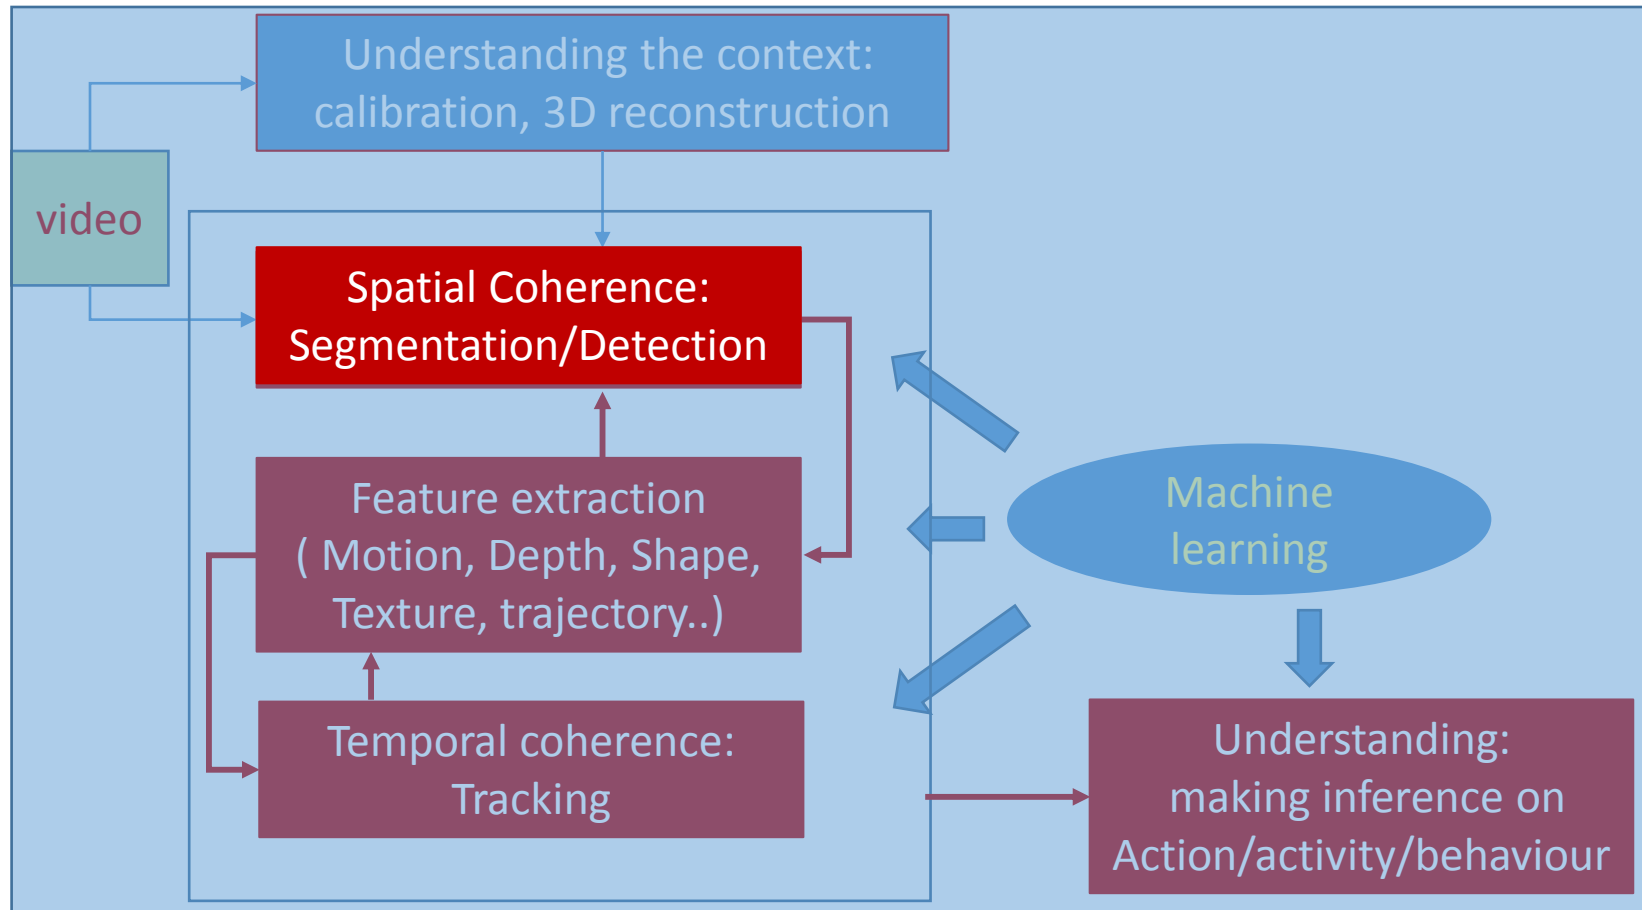 Understanding the context:
calibration, 3D reconstruction
video
Spatial Coherence:
Segmentation/Detection
Feature extraction
( Motion, Depth, Shape,
Texture, trajectory..)
Machine
learning
Temporal coherence:
Tracking
Understanding:
making inference on
Action/activity/behaviour